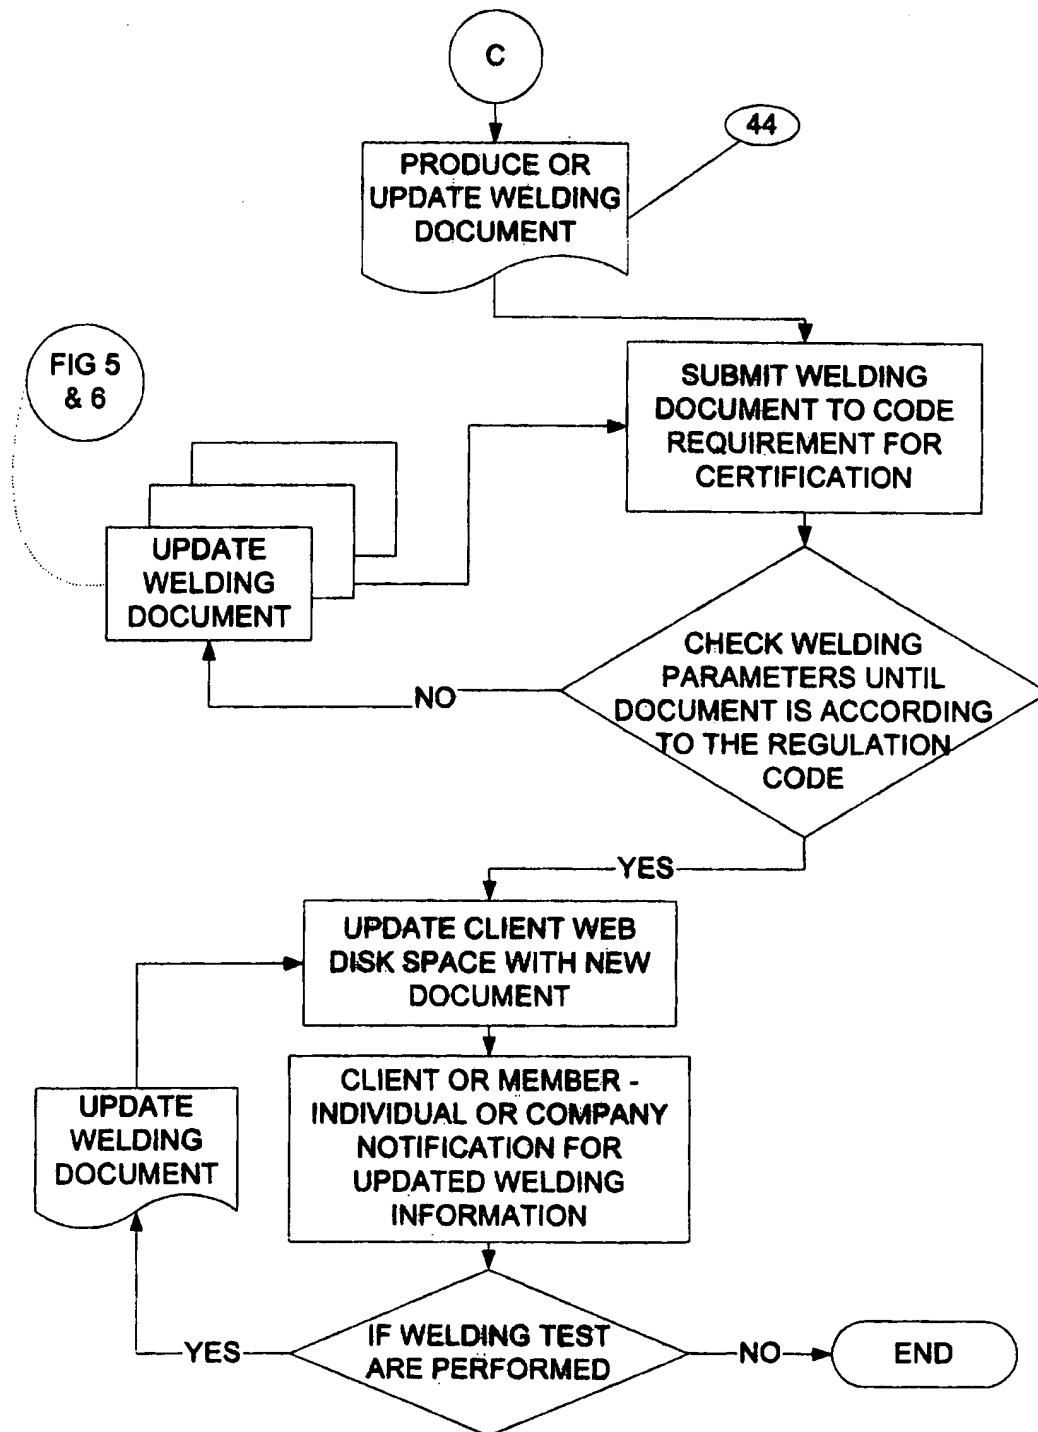 C
44
PRODUCE OR
UPDATE WELDING
DOCUMENT
FIG 5
& 6
SUBMIT WELDING
DOCUMENT TO CODE
REQUIREMENT FOR
CERTIFICATION
UPDATE
WELDING
DOCUMENT
CHECK WELDING
PARAMETERS UNTIL
DOCUMENT IS ACCORDING
TO THE REGULATION
CODE
NO
YES
UPDATE CLIENT WEB
DISK SPACE WITH NEW
DOCUMENT
CLIENT OR MEMBER -
INDIVIDUAL OR COMPANY
NOTIFICATION FOR
UPDATED WELDING
INFORMATION
UPDATE
WELDING
DOCUMENT
IF WELDING TEST
ARE PERFORMED
YES
NO
END